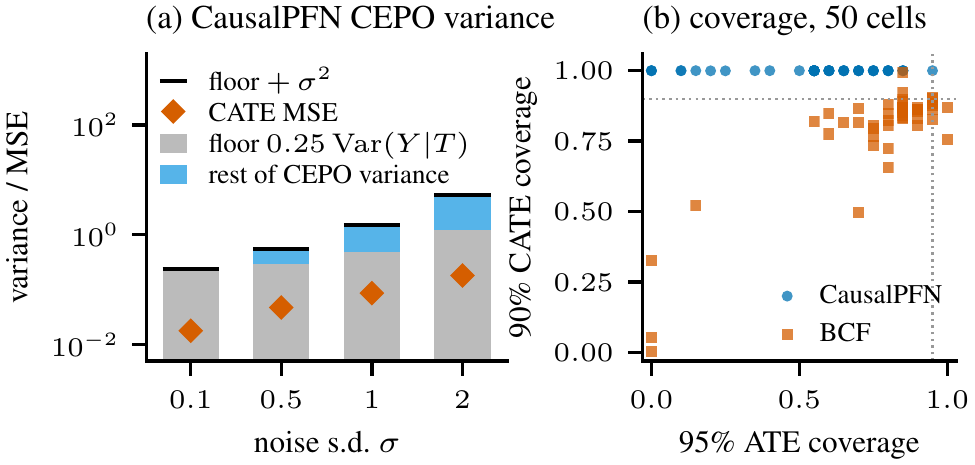 (a) CausalPFN CEPO variance
(b) coverage, 50 cells
variance / MSE
10²
10⁰
10⁻²
floor + σ²
CATE MSE
floor 0.25 Var(Y|T)
rest of CEPO variance
0.1 0.5 1 2
noise s.d. σ
90% CATE coverage
1.00
0.75
0.50
0.25
0.00
CausalPFN
BCF
0.0 0.5 1.0
95% ATE coverage